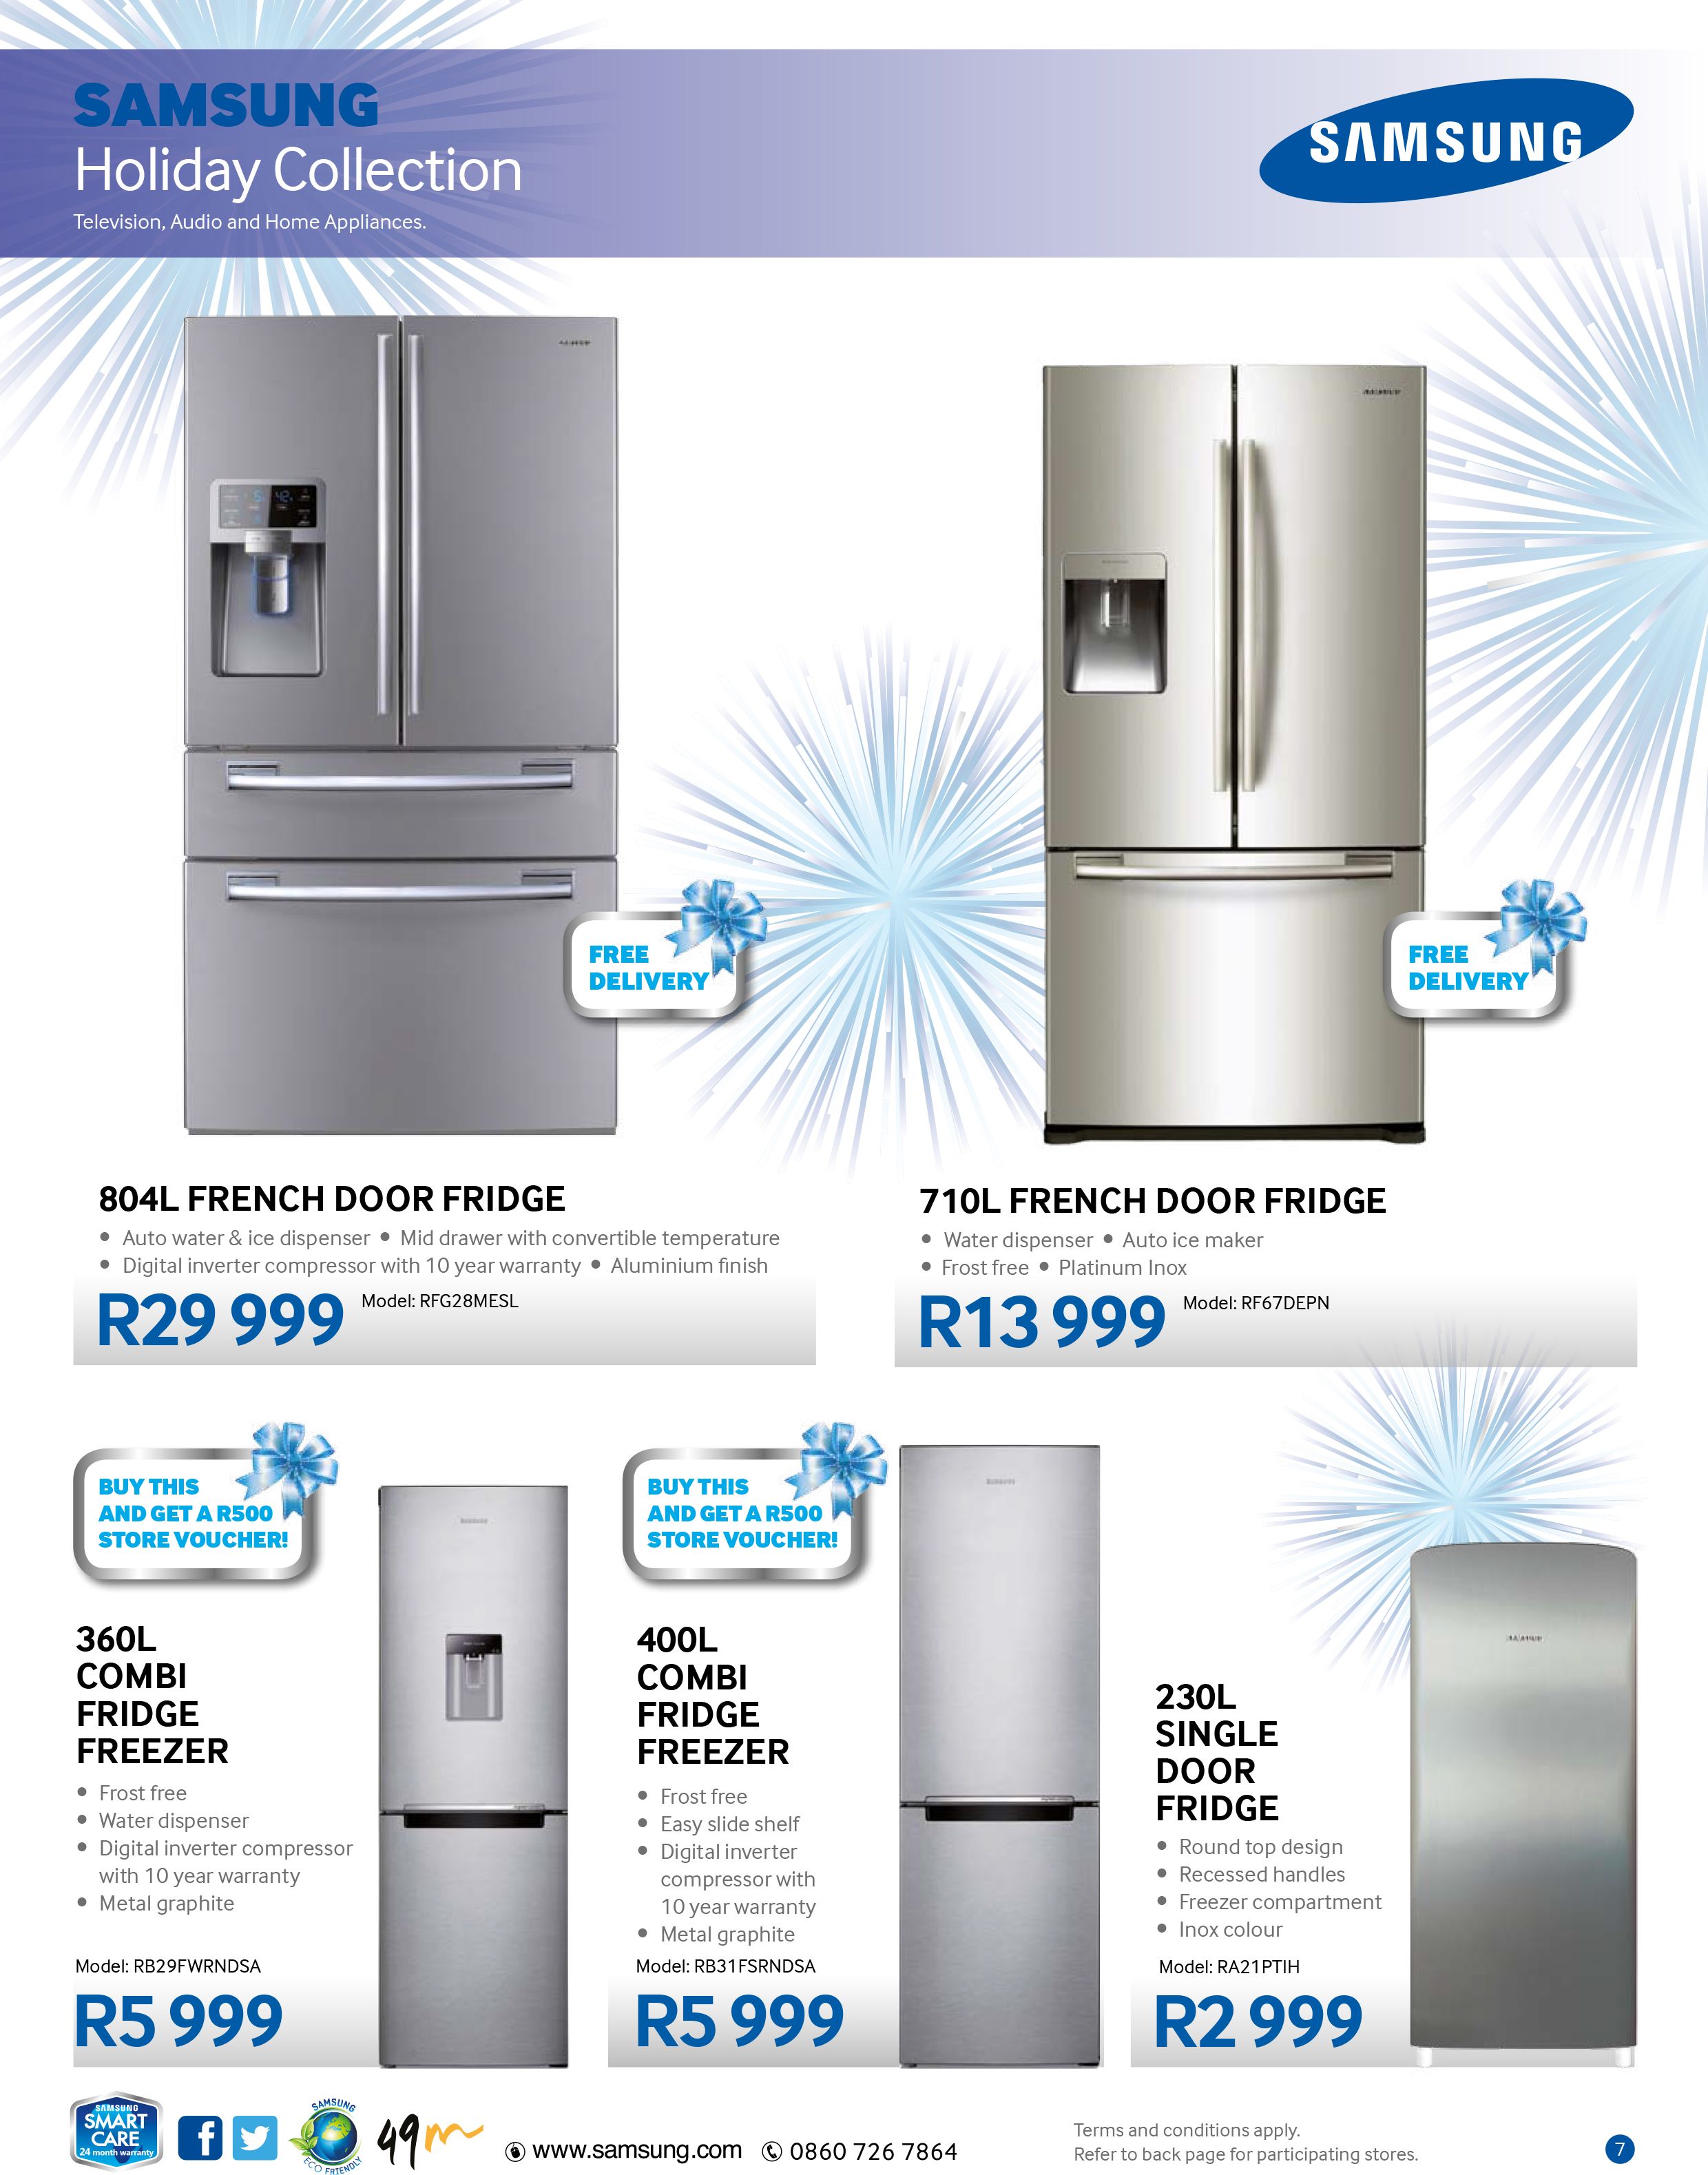 SAMSUNG
Holiday Collection
Television, Audio and Home Appliances.
SAMSUNG
FREE
DELIVERY
FREE
DELIVERY
804L FRENCH DOOR FRIDGE
• Auto water & ice dispenser • Mid drawer with convertible temperature
• Digital inverter compressor with 10 year warranty • Aluminium finish
R29 999 Model: RFG28MESL
710L FRENCH DOOR FRIDGE
• Water dispenser • Auto ice maker
• Frost free • Platinum Inox
R13 999 Model: RF67DEPN
BUY THIS
AND GET A R500
STORE VOUCHER!
360L
COMBI
FRIDGE
FREEZER
• Frost free
• Water dispenser
• Digital inverter compressor
with 10 year warranty
• Metal graphite
Model: RB29FWRNDSA
R5 999
SAMSUNG
BUY THIS
AND GET A R500
STORE VOUCHER!
400L
COMBI
FRIDGE
FREEZER
• Frost free
• Easy slide shelf
• Digital inverter
compressor with
10 year warranty
• Metal graphite
Model: RB31FSRNDSA
R5 999
SAMSUNG
230L
SINGLE
DOOR
FRIDGE
• Round top design
• Recessed handles
• Freezer compartment
• Inox colour
Model: RA21PTIH
R2 999
SAMSUNG
SAMSUNG
SMART
CARE
24 month warranty
SAMSUNG
ECO FRIENDLY
49m
www.samsung.com 0860 726 7864
Terms and conditions apply.
Refer to back page for participating stores.
7